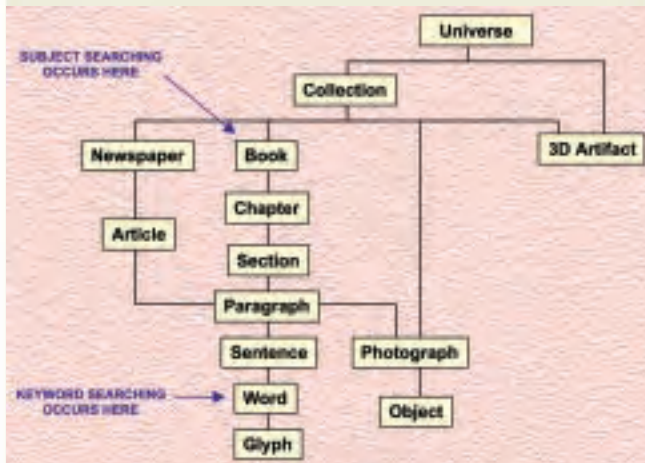 Universe
SUBJECT SEARCHING
OCCURS HERE
Collection
Newspaper
Book
3D Artifact
Chapter
Article
Section
Paragraph
Sentence
Photograph
KEYWORD SEARCHING
OCCURS HERE
Word
Object
Glyph